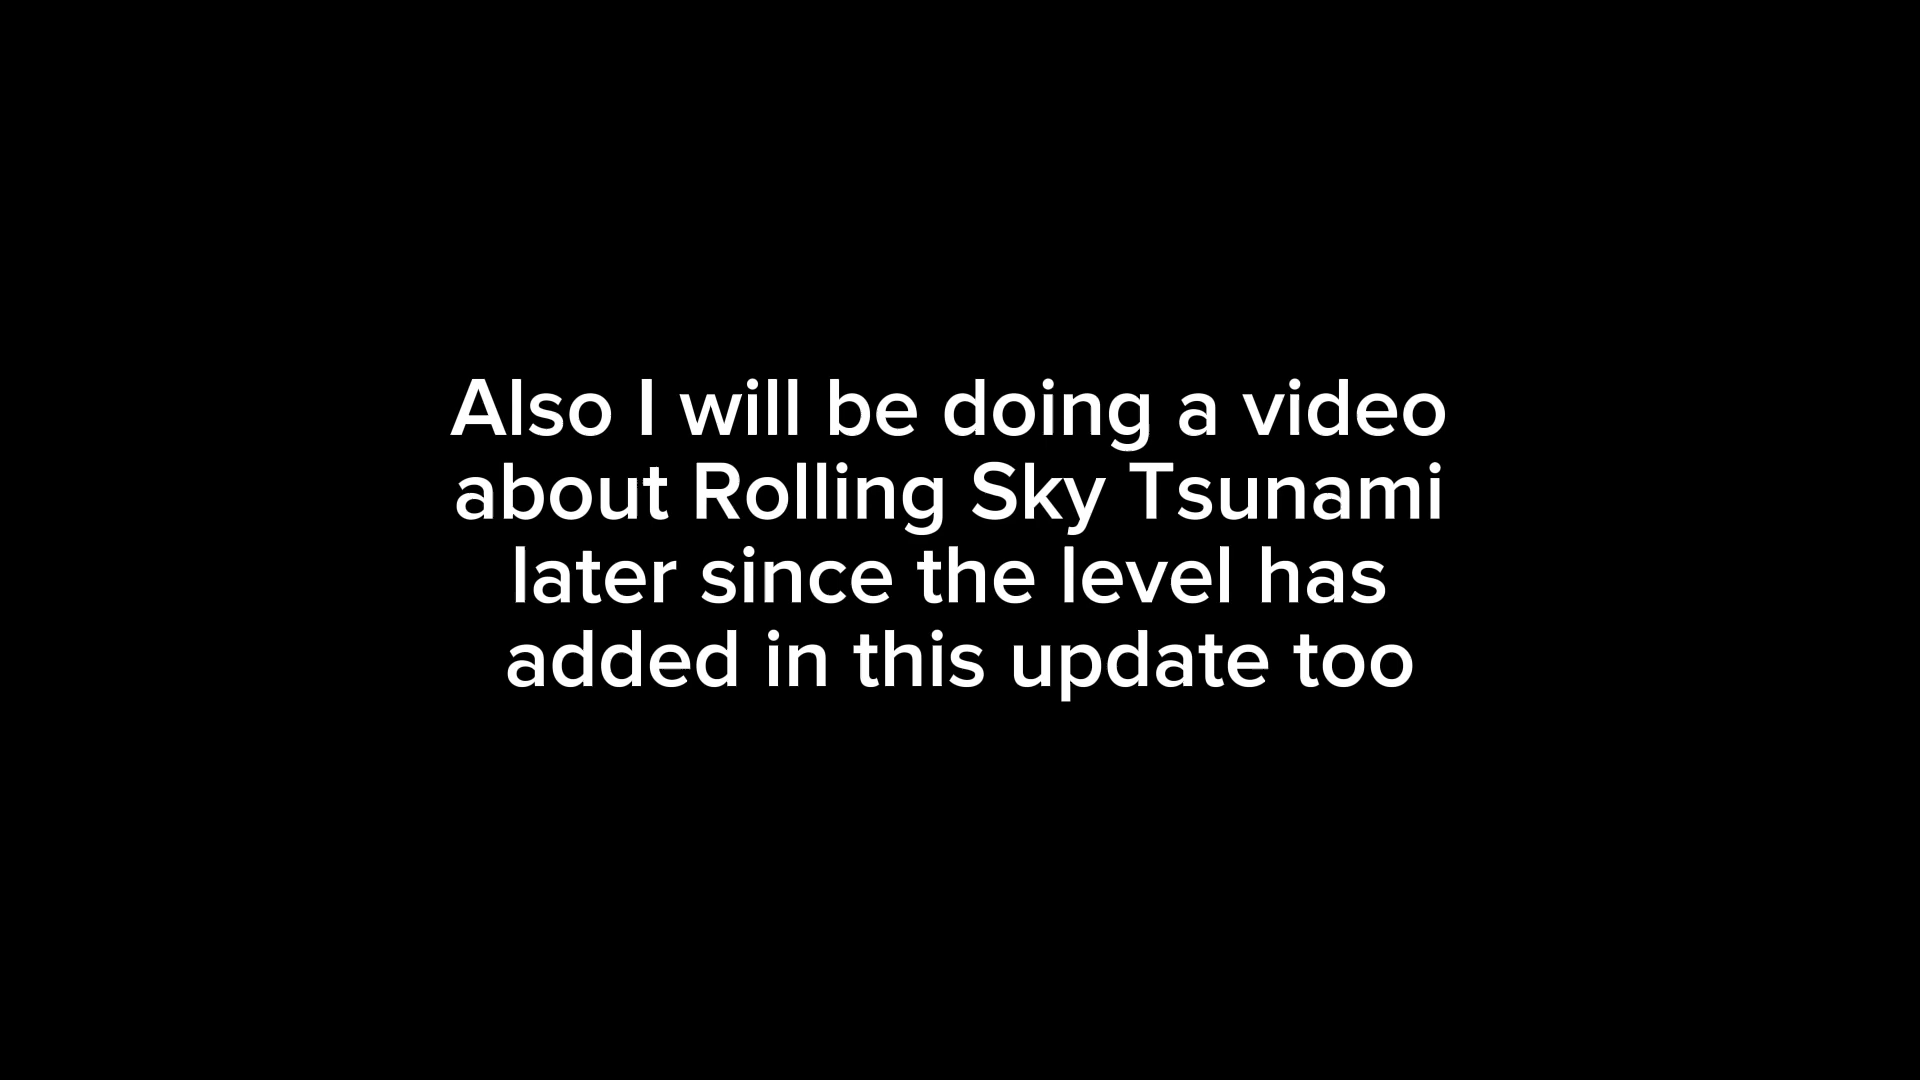 Also I will be doing a video
about Rolling Sky Tsunami
later since the level has
added in this update too